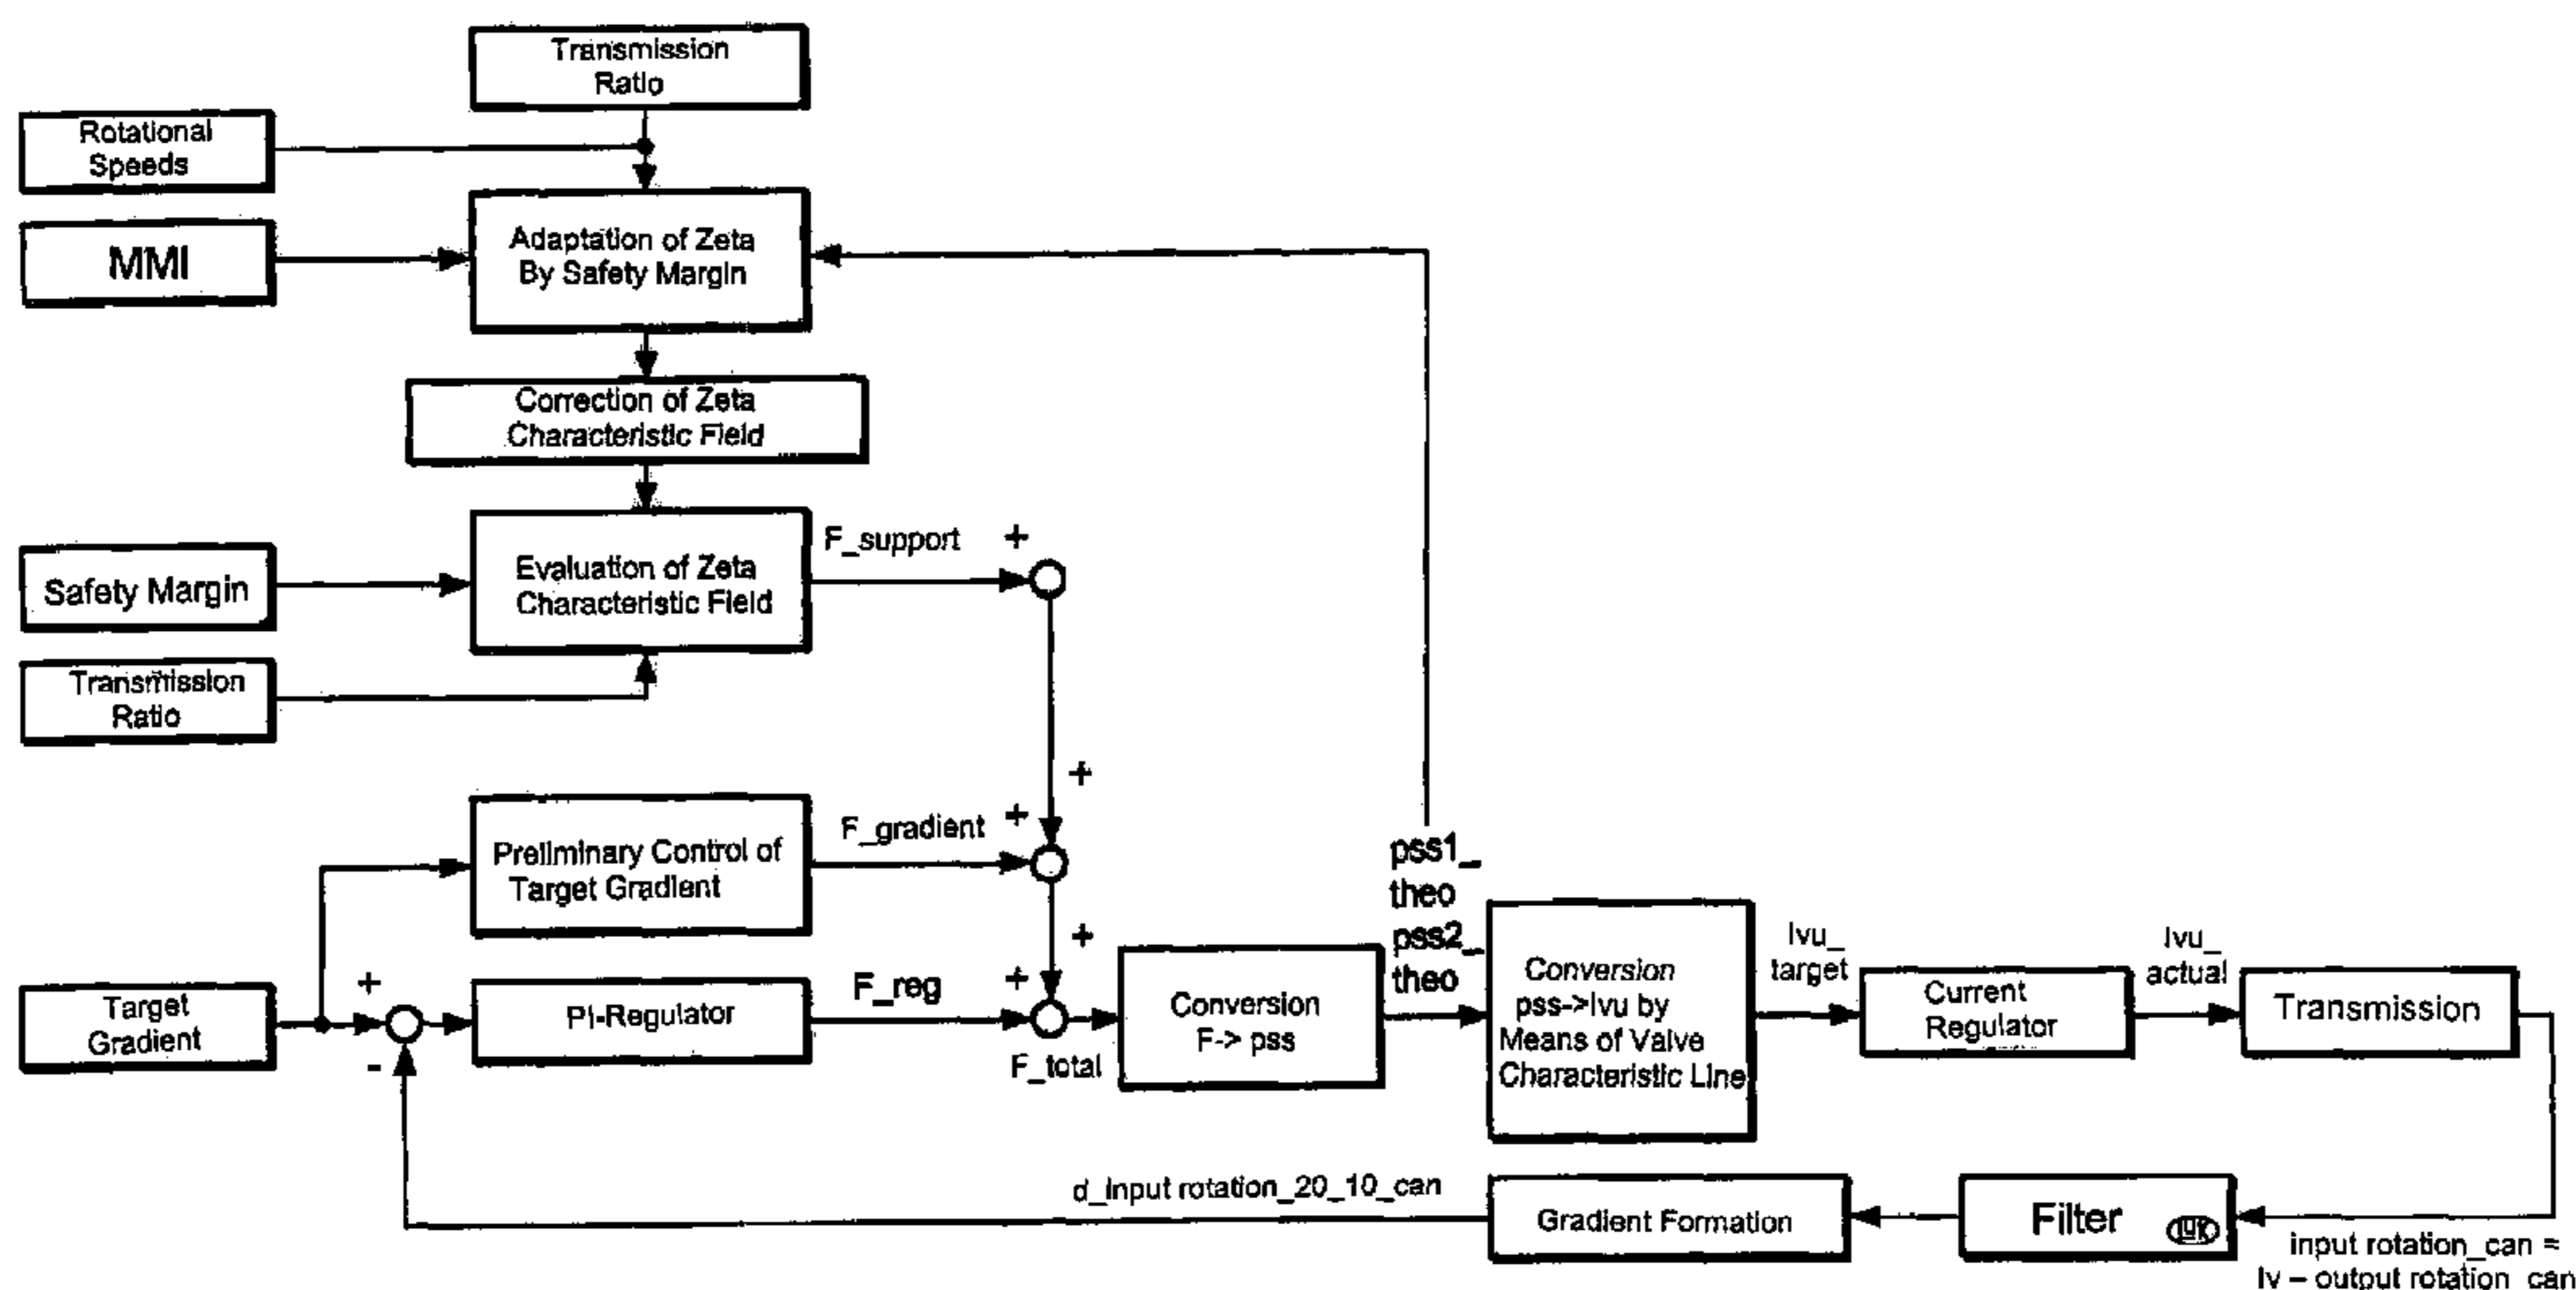 Transmission
Ratio
Rotational
Speeds
MMI
Adaptation of Zeta
By Safety Margin
Correction of Zeta
Characteristic Field
Safety Margin
Evaluation of Zeta
Characteristic Field
F_support
+
Transmission
Ratio
+
Preliminary Control of
Target Gradient
F_gradient
+
pss1_
theo
pss2_
theo
+
Target
Gradient
+
-
PI-Regulator
F_reg
+
F_total
Conversion
F-> pss
Conversion
pss->Ivu by
Means of Valve
Characteristic Line
Ivu_
target
Current
Regulator
Ivu_
actual
Transmission
d_input rotation_20_10_can
Gradient Formation
Filter
LuK
input rotation_can =
Iv – output rotation_can